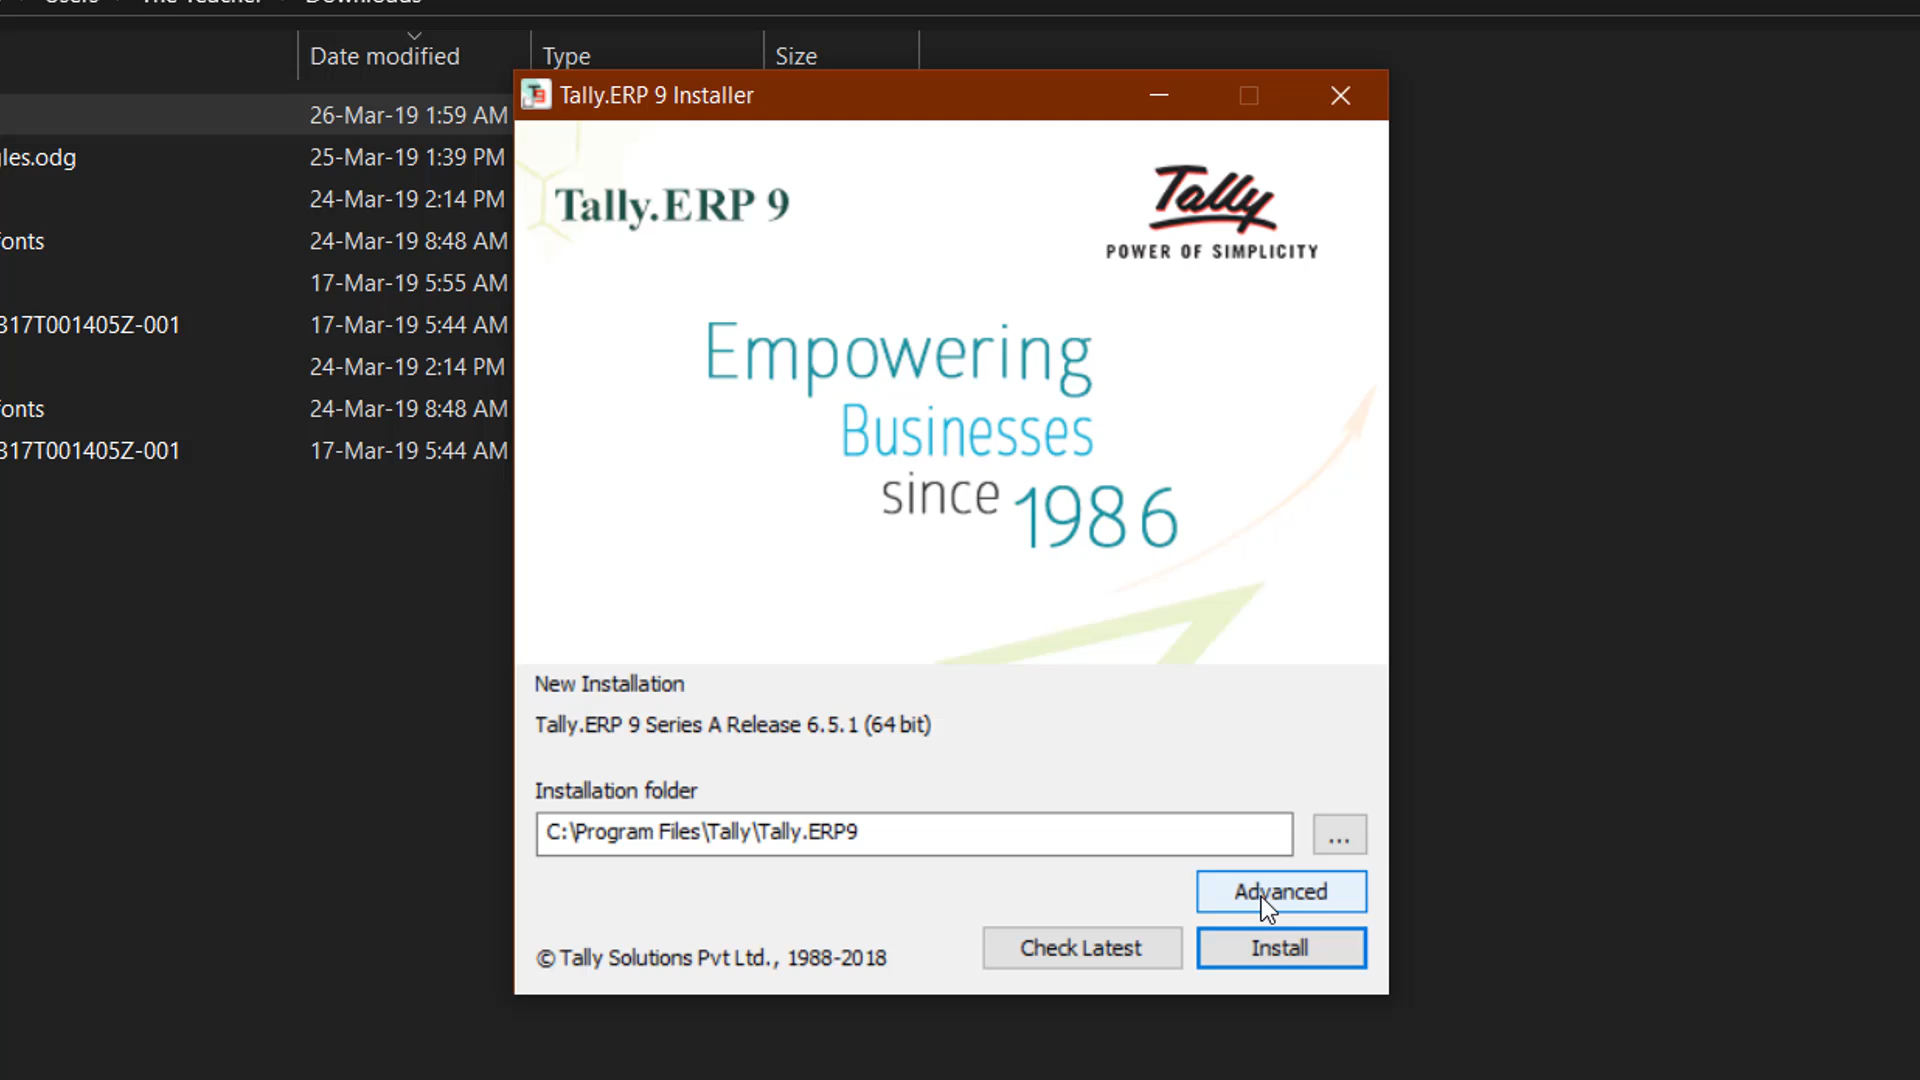 Date modified Type Size
26-Mar-19 1:59 AM
les.odg 25-Mar-19 1:39 PM
24-Mar-19 2:14 PM
onts 24-Mar-19 8:48 AM
17-Mar-19 5:55 AM
317T001405Z-001 17-Mar-19 5:44 AM
24-Mar-19 2:14 PM
onts 24-Mar-19 8:48 AM
317T001405Z-001 17-Mar-19 5:44 AM
Tally.ERP 9 Installer
Tally.ERP 9
Tally
POWER OF SIMPLICITY
Empowering
Businesses
since 1986
New Installation
Tally.ERP 9 Series A Release 6.5.1 (64 bit)
Installation folder
C:\Program Files\Tally\Tally.ERP9
...
Advanced
© Tally Solutions Pvt Ltd., 1988-2018
Check Latest
Install